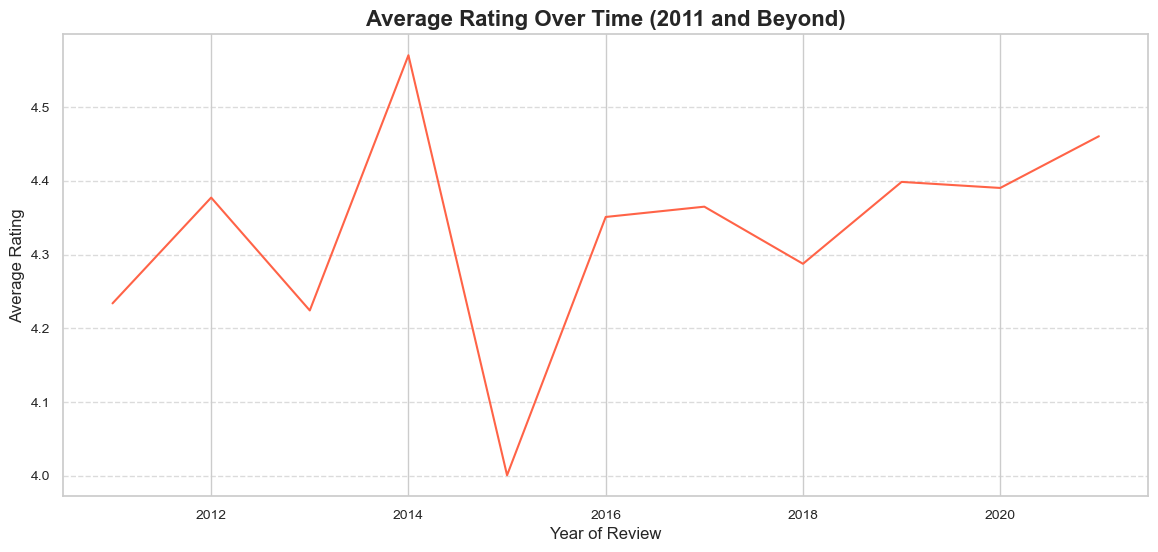 Average Rating Over Time (2011 and Beyond)
Average Rating
4.5
4.4
4.3
4.2
4.1
4.0
2012 2014 2016 2018 2020
Year of Review